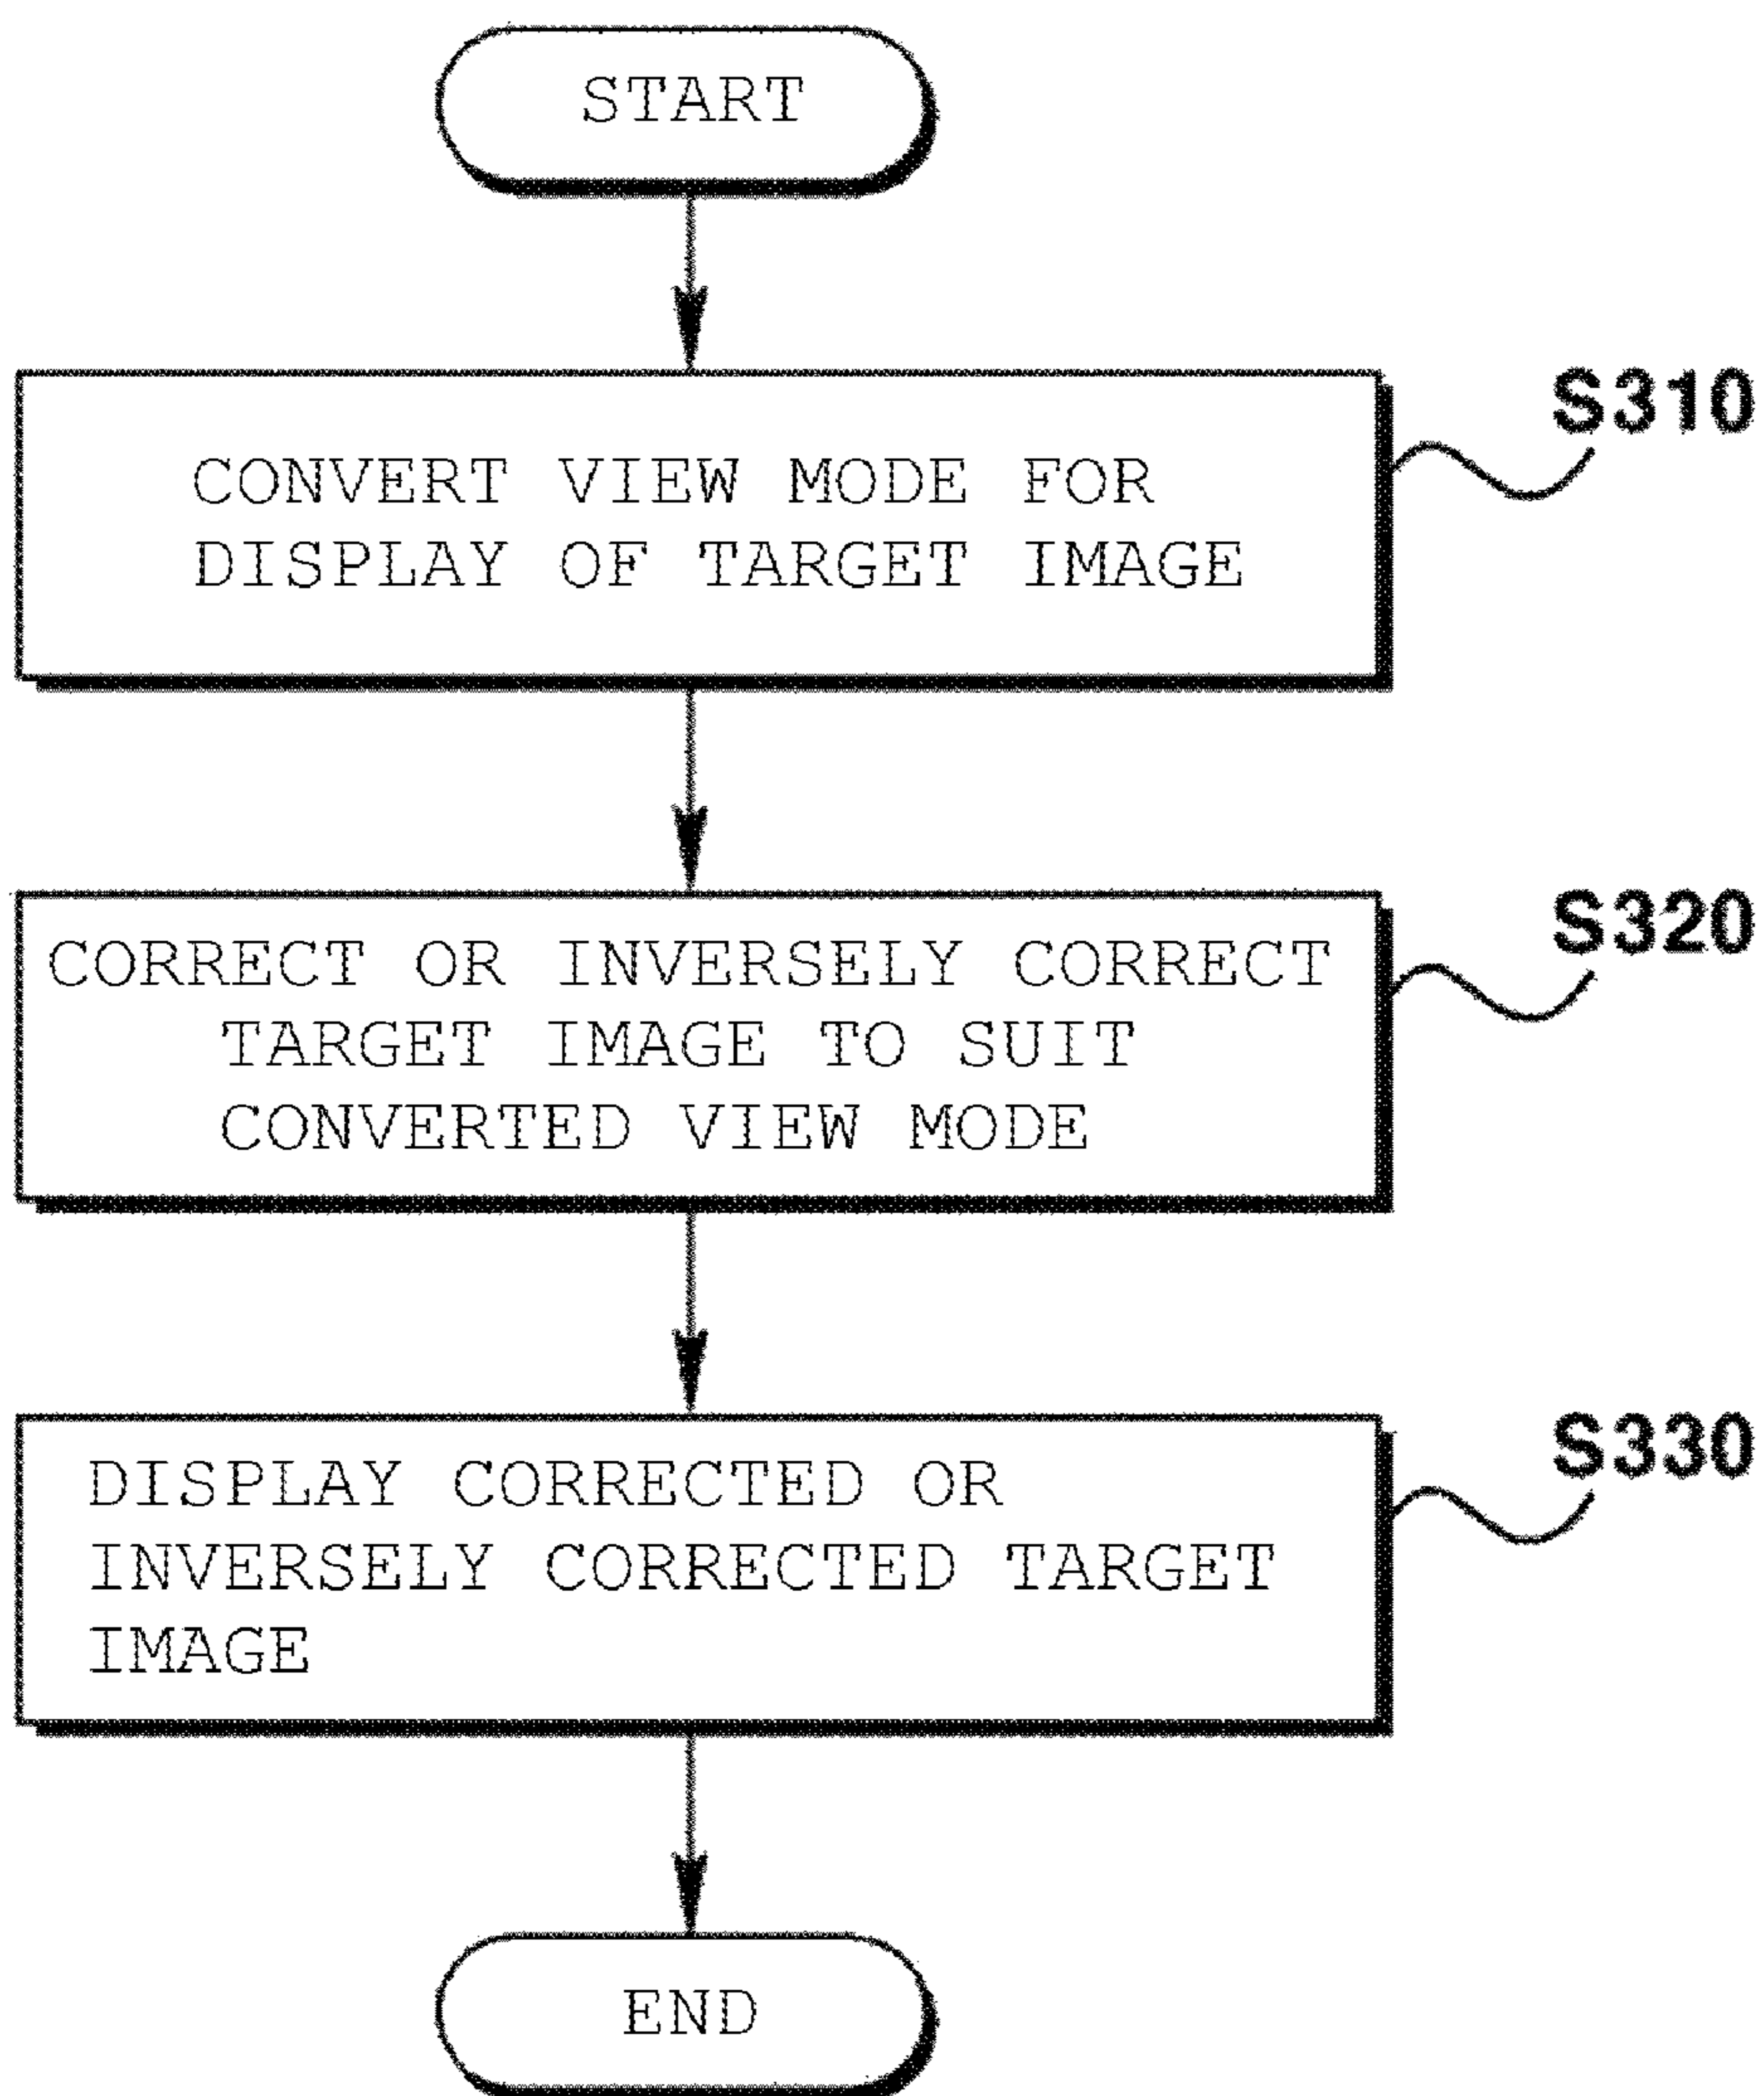 START
S310
CONVERT VIEW MODE FOR
DISPLAY OF TARGET IMAGE
S320
CORRECT OR INVERSELY CORRECT
TARGET IMAGE TO SUIT
CONVERTED VIEW MODE
S330
DISPLAY CORRECTED OR
INVERSELY CORRECTED TARGET
IMAGE
END